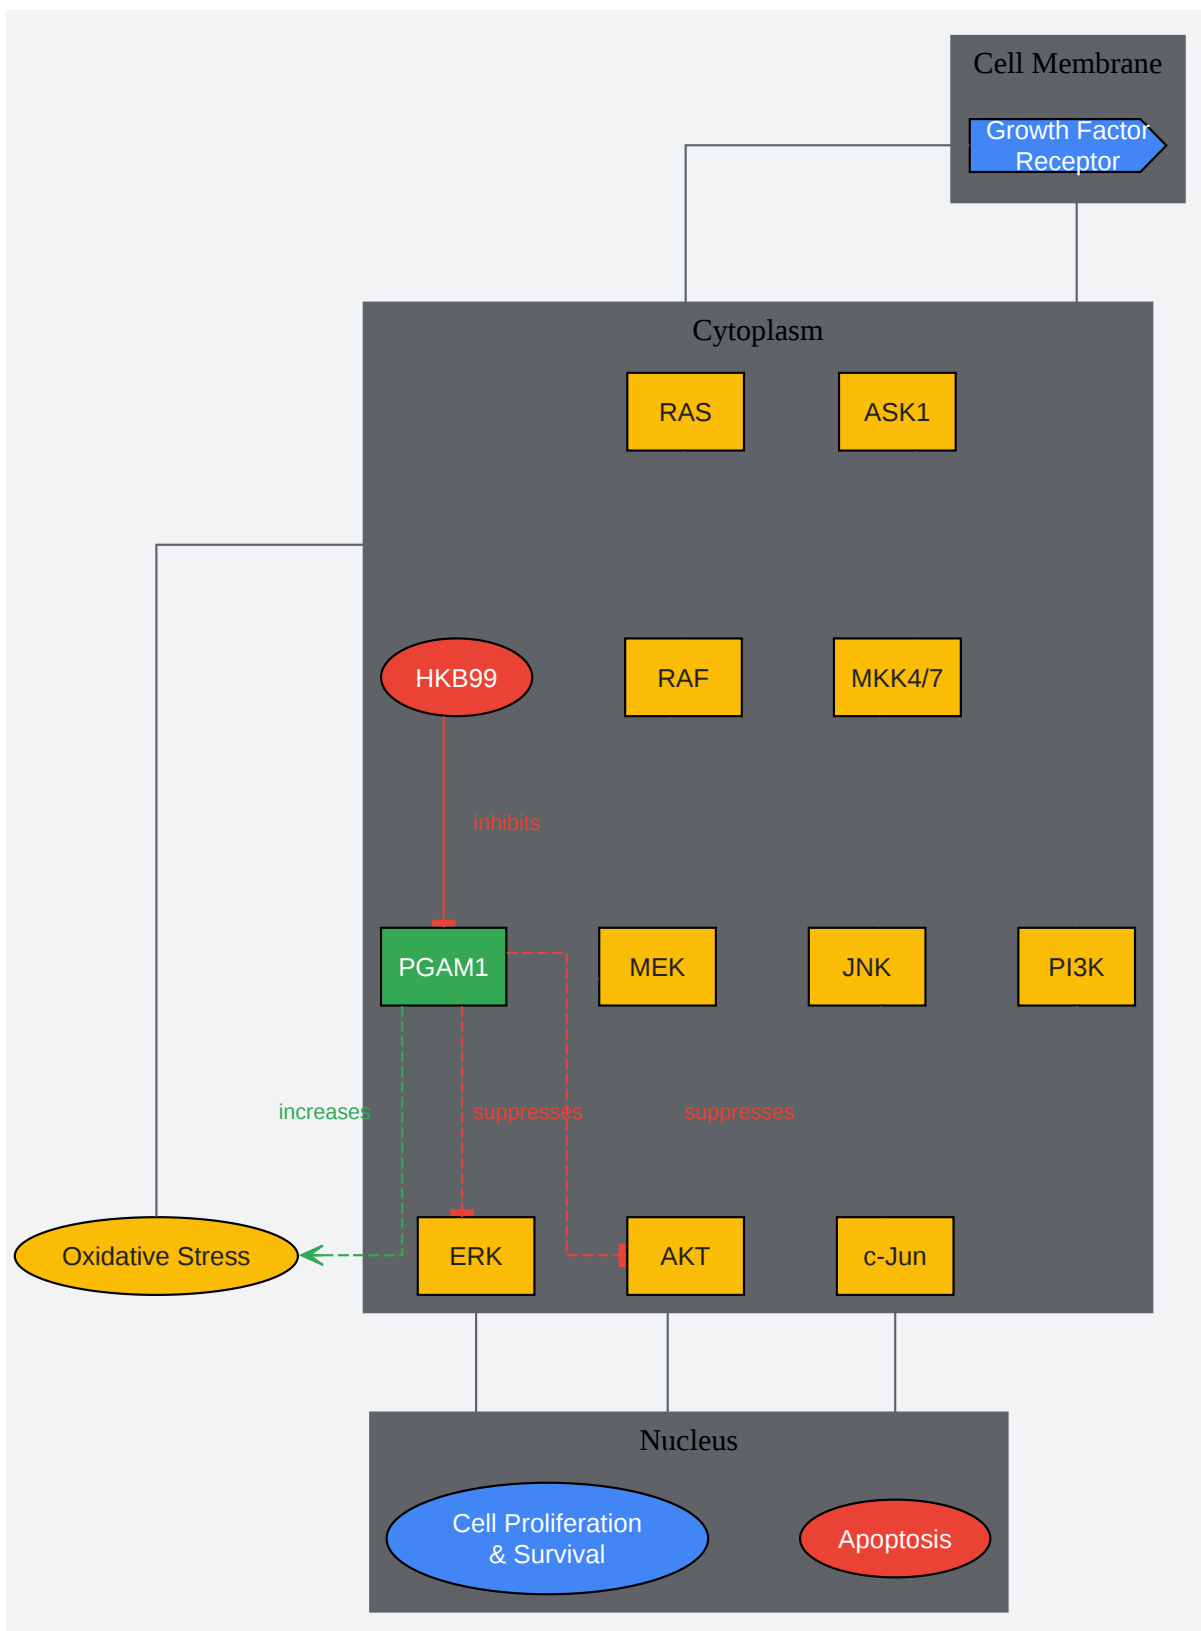 Cell Membrane
Growth Factor
Receptor
Cytoplasm
RAS
ASK1
HKB99
RAF
MKK4/7
inhibits
PGAM1
MEK
JNK
PI3K
increases
suppresses
suppresses
Oxidative Stress
ERK
AKT
c-Jun
Nucleus
Cell Proliferation
& Survival
Apoptosis